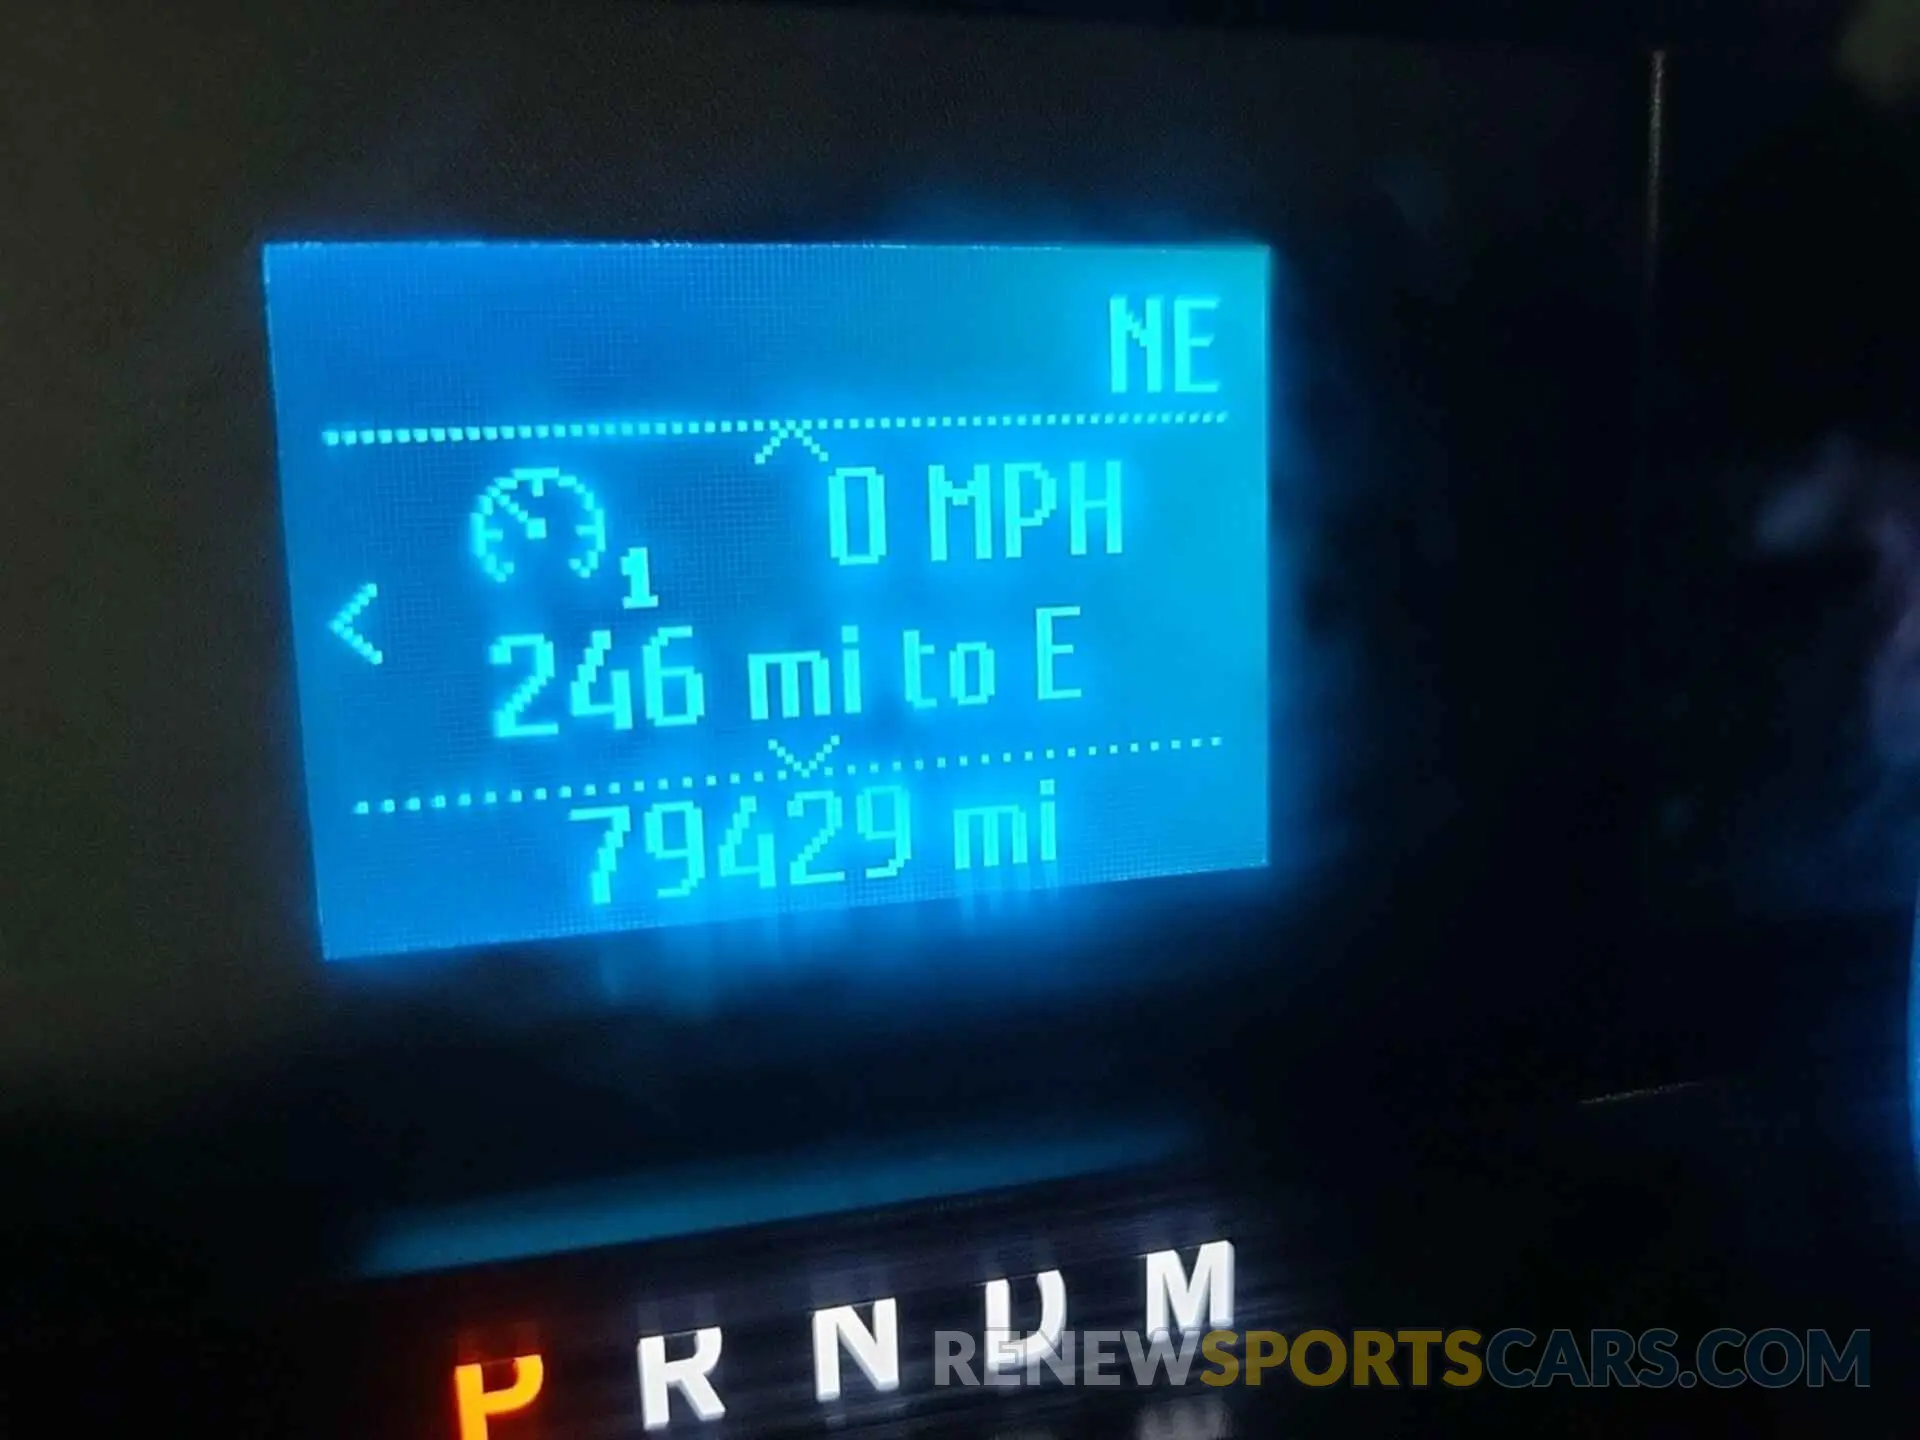 NE
0 MPH
1
246 mi to E
79429 mi
P R N D M
RENEWSPORTSCARS.COM